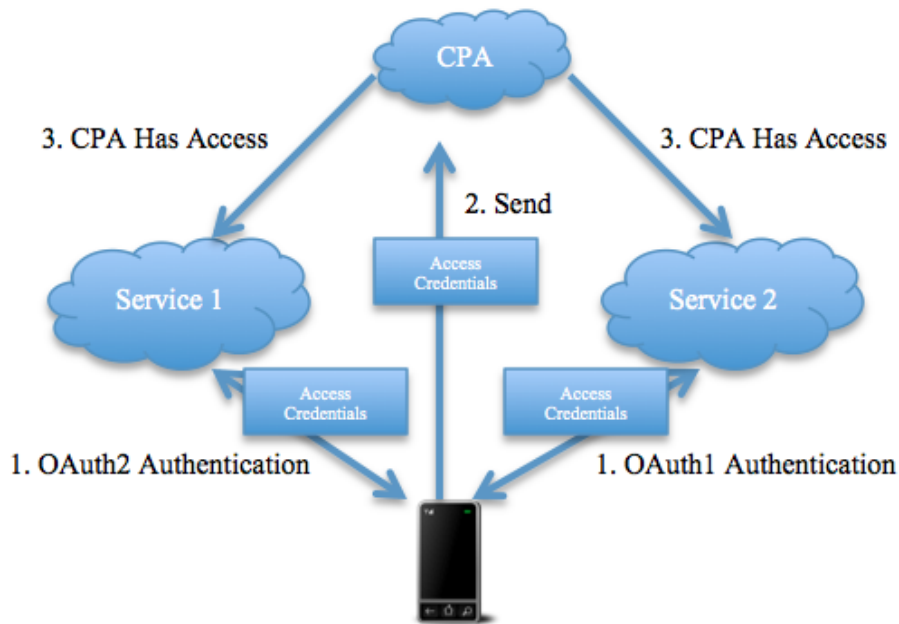 CPA
3. CPA Has Access
3. CPA Has Access
2. Send
Access
Credentials
Service 1
Service 2
Access
Credentials
Access
Credentials
1. OAuth2 Authentication
1. OAuth1 Authentication